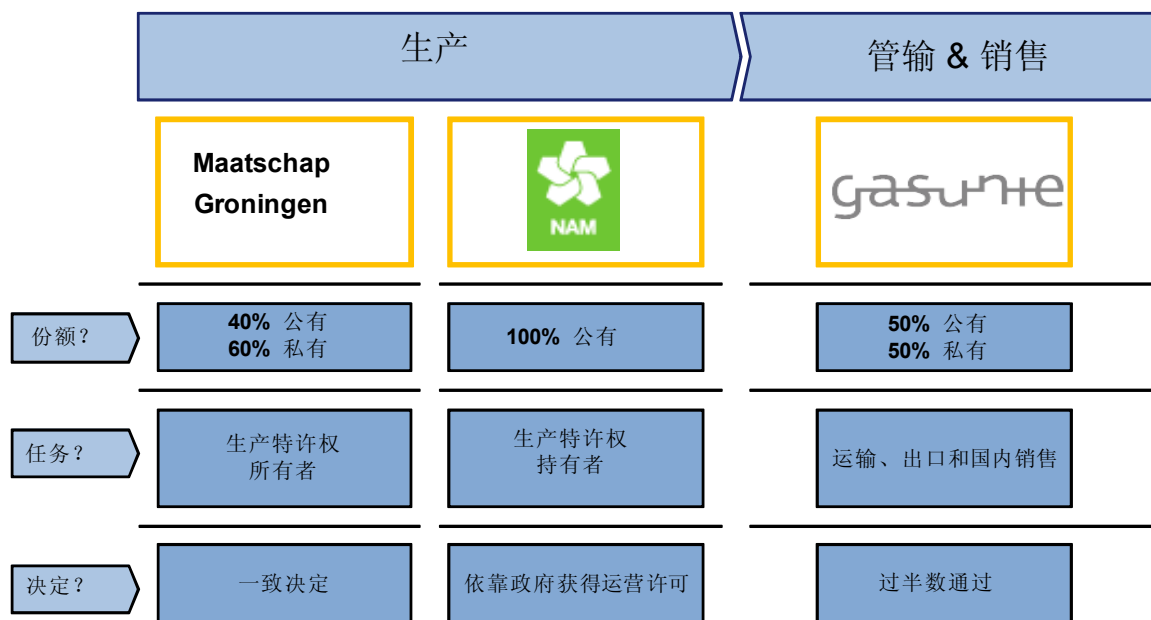 生产
管输 & 销售
Maatschap
Groningen
NAM
gasunie
份额？
40% 公有
60% 私有
100% 公有
50% 公有
50% 私有
任务？
生产特许权
所有者
生产特许权
持有者
运输、出口和国内销售
决定？
一致决定
依靠政府获得运营许可
过半数通过